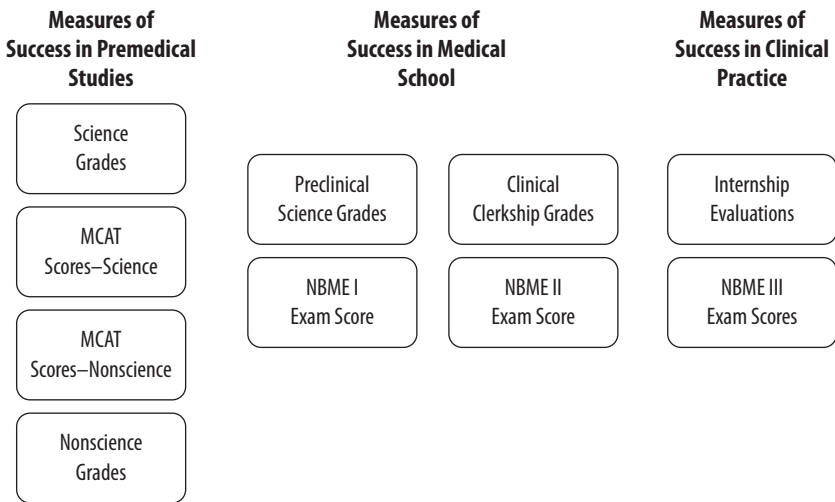 Measures of
Success in Premedical
Studies
Science
Grades
MCAT
Scores–Science
MCAT
Scores–Nonscience
Nonscience
Grades
Measures of
Success in Medical
School
Preclinical
Science Grades
Clinical
Clerkship Grades
NBME I
Exam Score
NBME II
Exam Score
Measures of
Success in Clinical
Practice
Internship
Evaluations
NBME III
Exam Scores